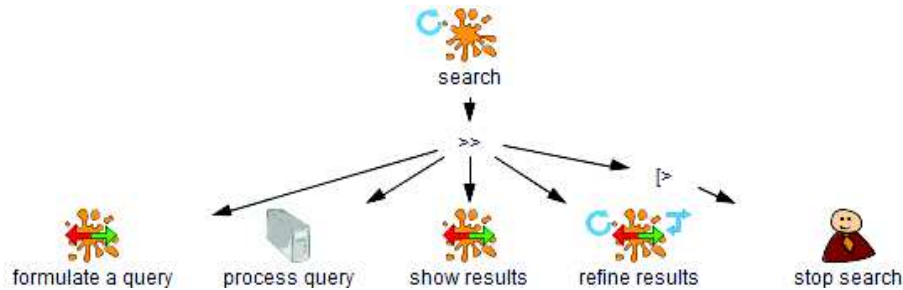 search
>>
[>
formulate a query
process query
show results
refine results
stop search